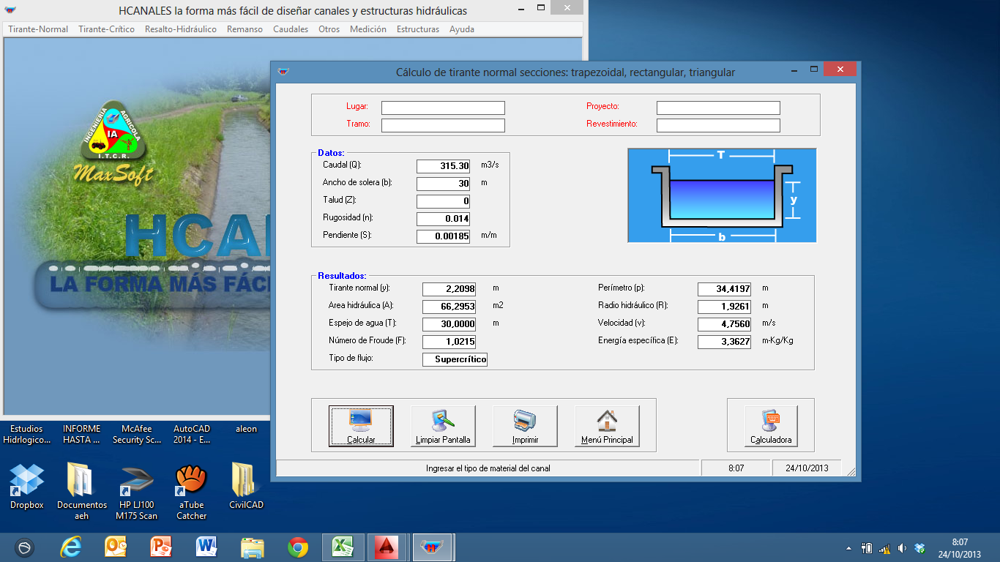 HCANALES la forma más fácil de diseñar canales y estructuras hidráulicas
Tirante-Normal Tirante-Crítico Resalto-Hidráulico Remanso Caudales Otros Medición Estructuras Ayuda
INGENIERIA AGRICOLA
IA
I.T.C.R.
MaxSoft
HCA
LA FORMA MÁS FÁCI
Cálculo de tirante normal secciones: trapezoidal, rectangular, triangular
Lugar: Proyecto:
Tramo: Revestimiento:
Datos:
Caudal (Q): 315.30 m3/s
Ancho de solera (b): 30 m
Talud (Z): 0
Rugosidad (n): 0.014
Pendiente (S): 0.00185 m/m
T
y
b
Resultados:
Tirante normal (y): 2,2098 m Perímetro (p): 34,4197 m
Area hidráulica (A): 66,2953 m2 Radio hidráulico (R): 1,9261 m
Espejo de agua (T): 30,0000 m Velocidad (v): 4,7560 m/s
Número de Froude (F): 1,0215 Energía específica (E): 3,3627 m-Kg/Kg
Tipo de flujo: Supercrítico
Calcular Limpiar Pantalla Imprimir Menú Principal Calculadora
Ingresar el tipo de material del canal 8:07 24/10/2013
Estudios Hidrlogico... INFORME HASTA ... McAfee Security Sc... AutoCAD 2014 - E... aleon
Dropbox Documentos aeh HP LJ100 M175 Scan aTube Catcher CivilCAD
8:07
24/10/2013